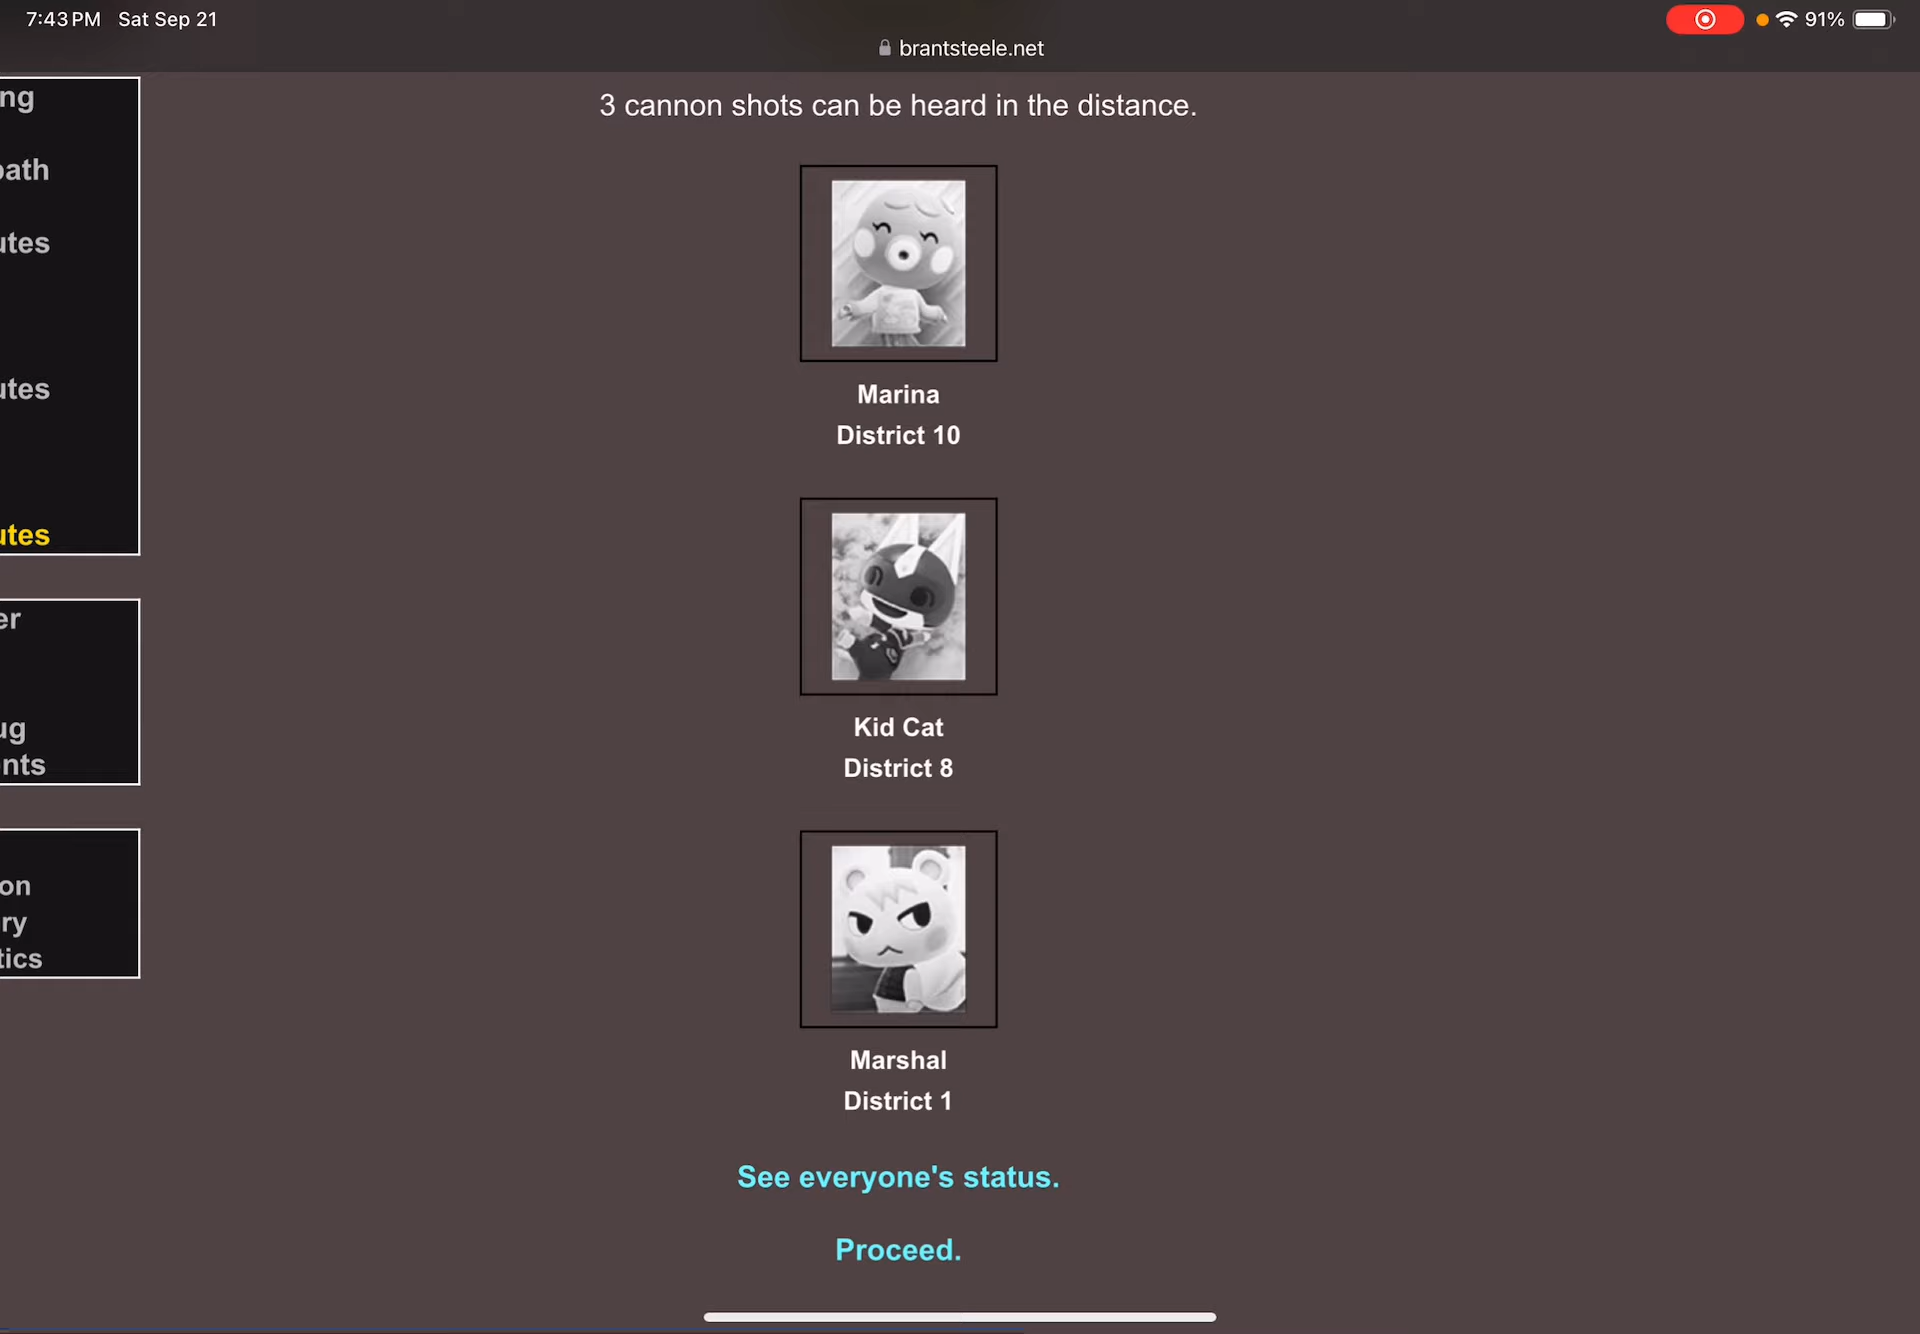 7:43 PM Sat Sep 21
91%
brantsteele.net
ng
ath
utes
utes
utes
er
ug
nts
on
ry
tics
3 cannon shots can be heard in the distance.
Marina
District 10
Kid Cat
District 8
Marshal
District 1
See everyone's status.
Proceed.